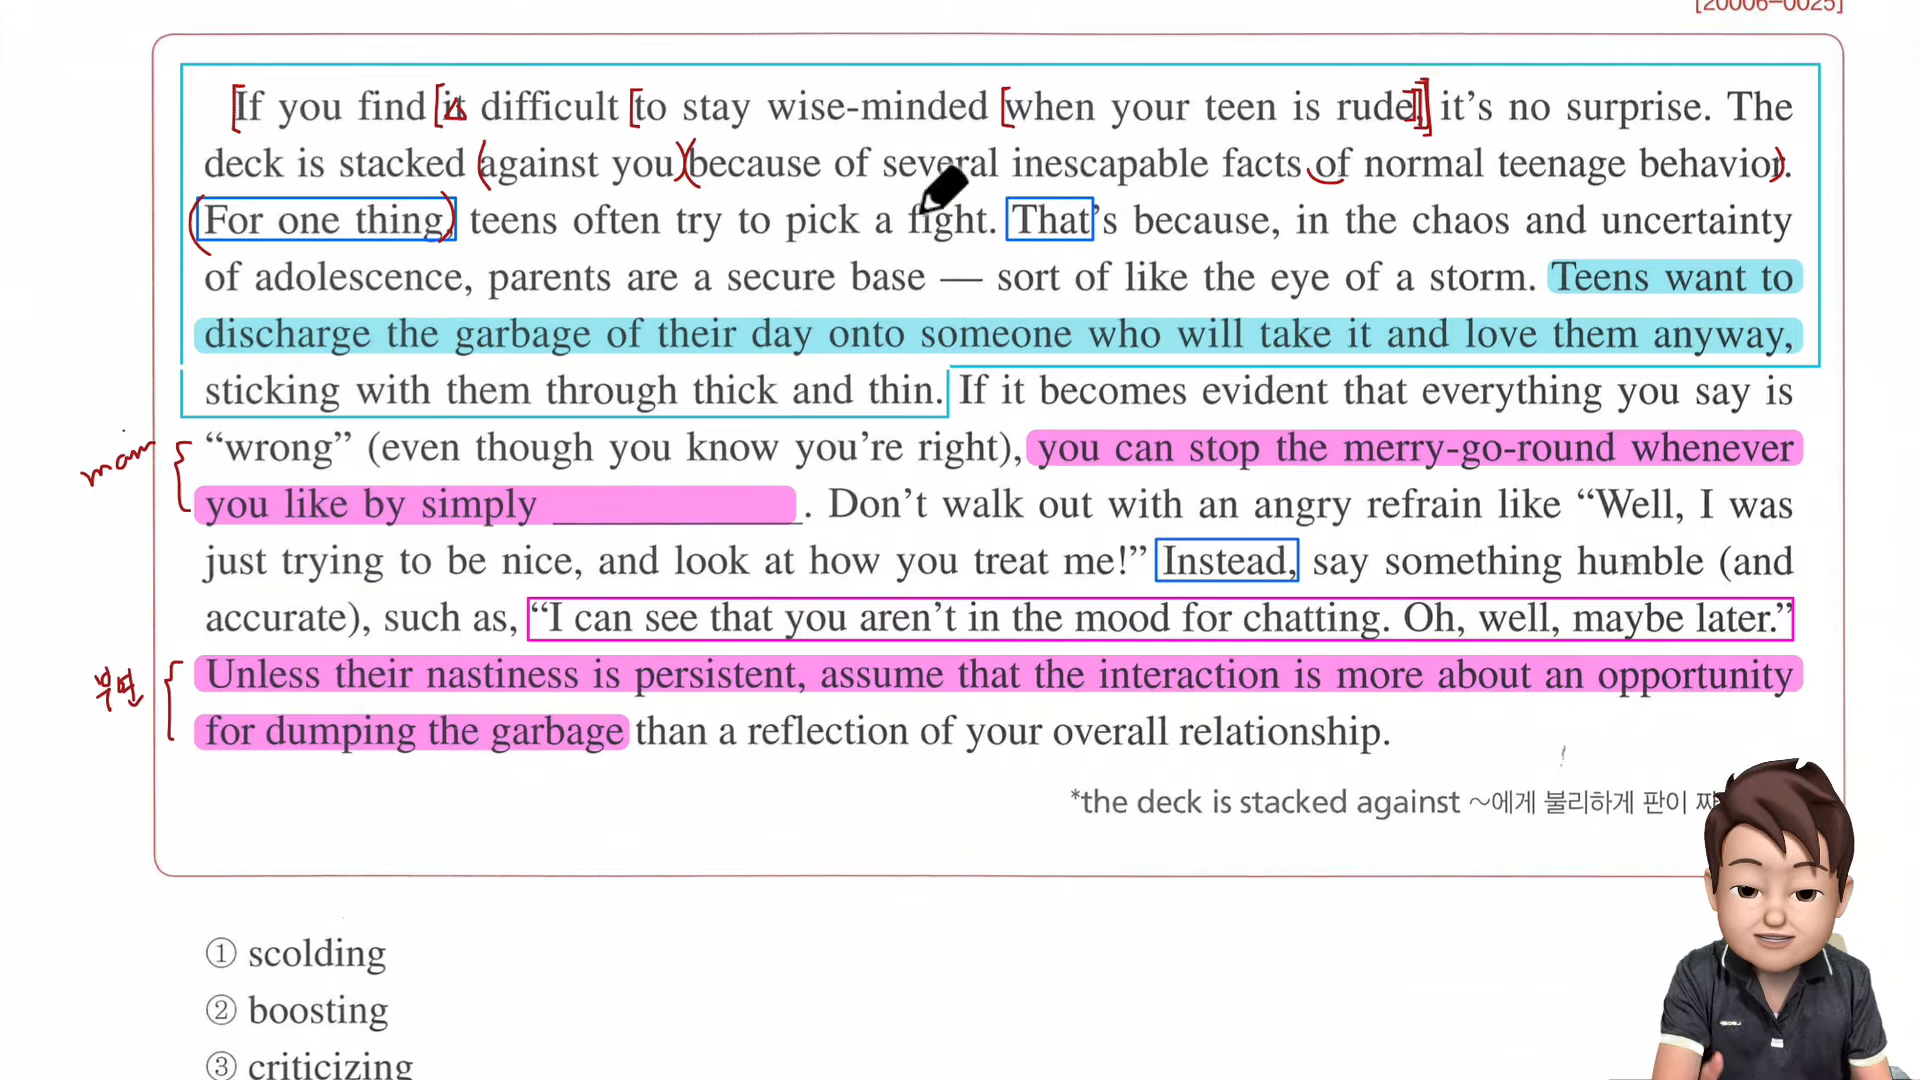 [20006-0025]
If you find it difficult to stay wise-minded when your teen is rude, it’s no surprise. The
deck is stacked against you because of several inescapable facts of normal teenage behavior.
For one thing, teens often try to pick a fight. That’s because, in the chaos and uncertainty
of adolescence, parents are a secure base — sort of like the eye of a storm. Teens want to
discharge the garbage of their day onto someone who will take it and love them anyway,
sticking with them through thick and thin. If it becomes evident that everything you say is
“wrong” (even though you know you’re right), you can stop the merry-go-round whenever
you like by simply ____________. Don’t walk out with an angry refrain like “Well, I was
just trying to be nice, and look at how you treat me!” Instead, say something humble (and
accurate), such as, “I can see that you aren’t in the mood for chatting. Oh, well, maybe later.”
Unless their nastiness is persistent, assume that the interaction is more about an opportunity
for dumping the garbage than a reflection of your overall relationship.
*the deck is stacked against ~에게 불리하게 판이
① scolding
② boosting
③ criticizing